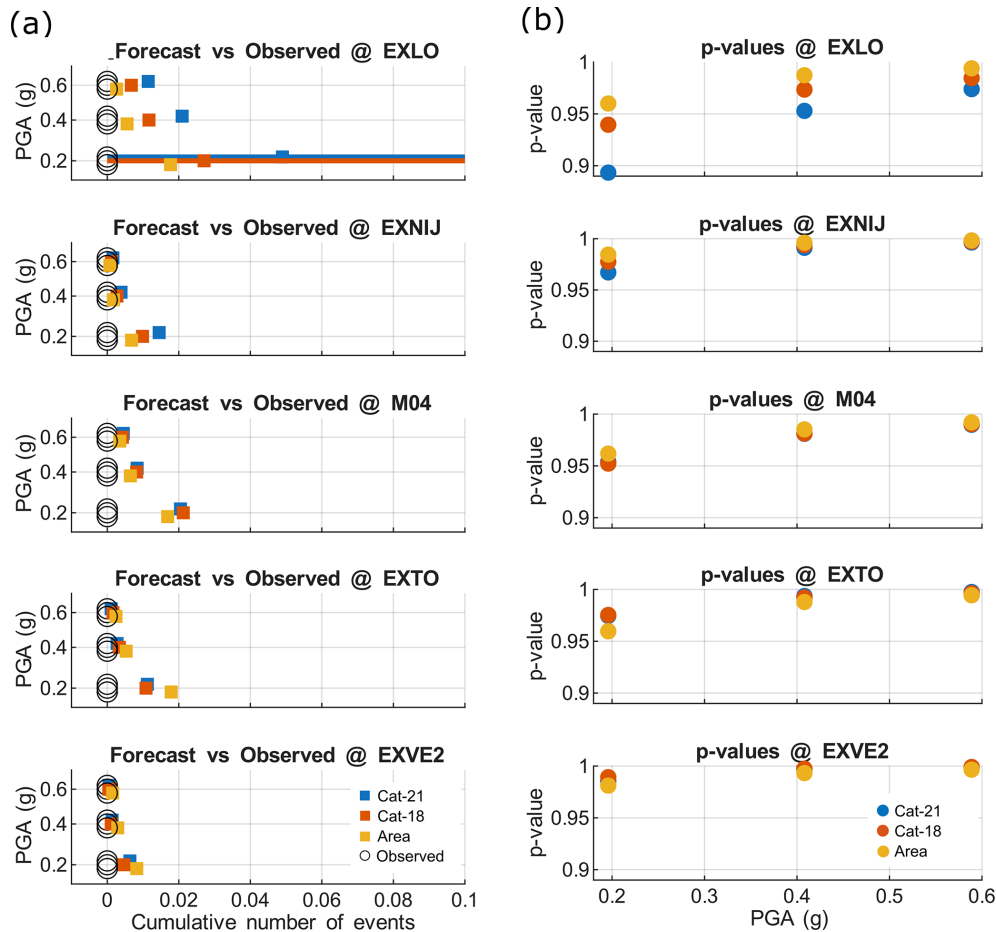 (a)
Forecast vs Observed @ EXLO
PGA (g)
0.6
0.4
0.2
Forecast vs Observed @ EXNIJ
PGA (g)
0.6
0.4
0.2
Forecast vs Observed @ M04
PGA (g)
0.6
0.4
0.2
Forecast vs Observed @ EXTO
PGA (g)
0.6
0.4
0.2
Forecast vs Observed @ EXVE2
PGA (g)
0.6
0.4
0.2
Cat-21
Cat-18
Area
Observed
0 0.02 0.04 0.06 0.08 0.1
Cumulative number of events
(b)
p-values @ EXLO
p-value
1
0.95
0.9
p-values @ EXNIJ
p-value
1
0.95
0.9
p-values @ M04
p-value
1
0.95
0.9
p-values @ EXTO
p-value
1
0.95
0.9
p-values @ EXVE2
p-value
1
0.95
0.9
Cat-21
Cat-18
Area
0.2 0.3 0.4 0.5 0.6
PGA (g)